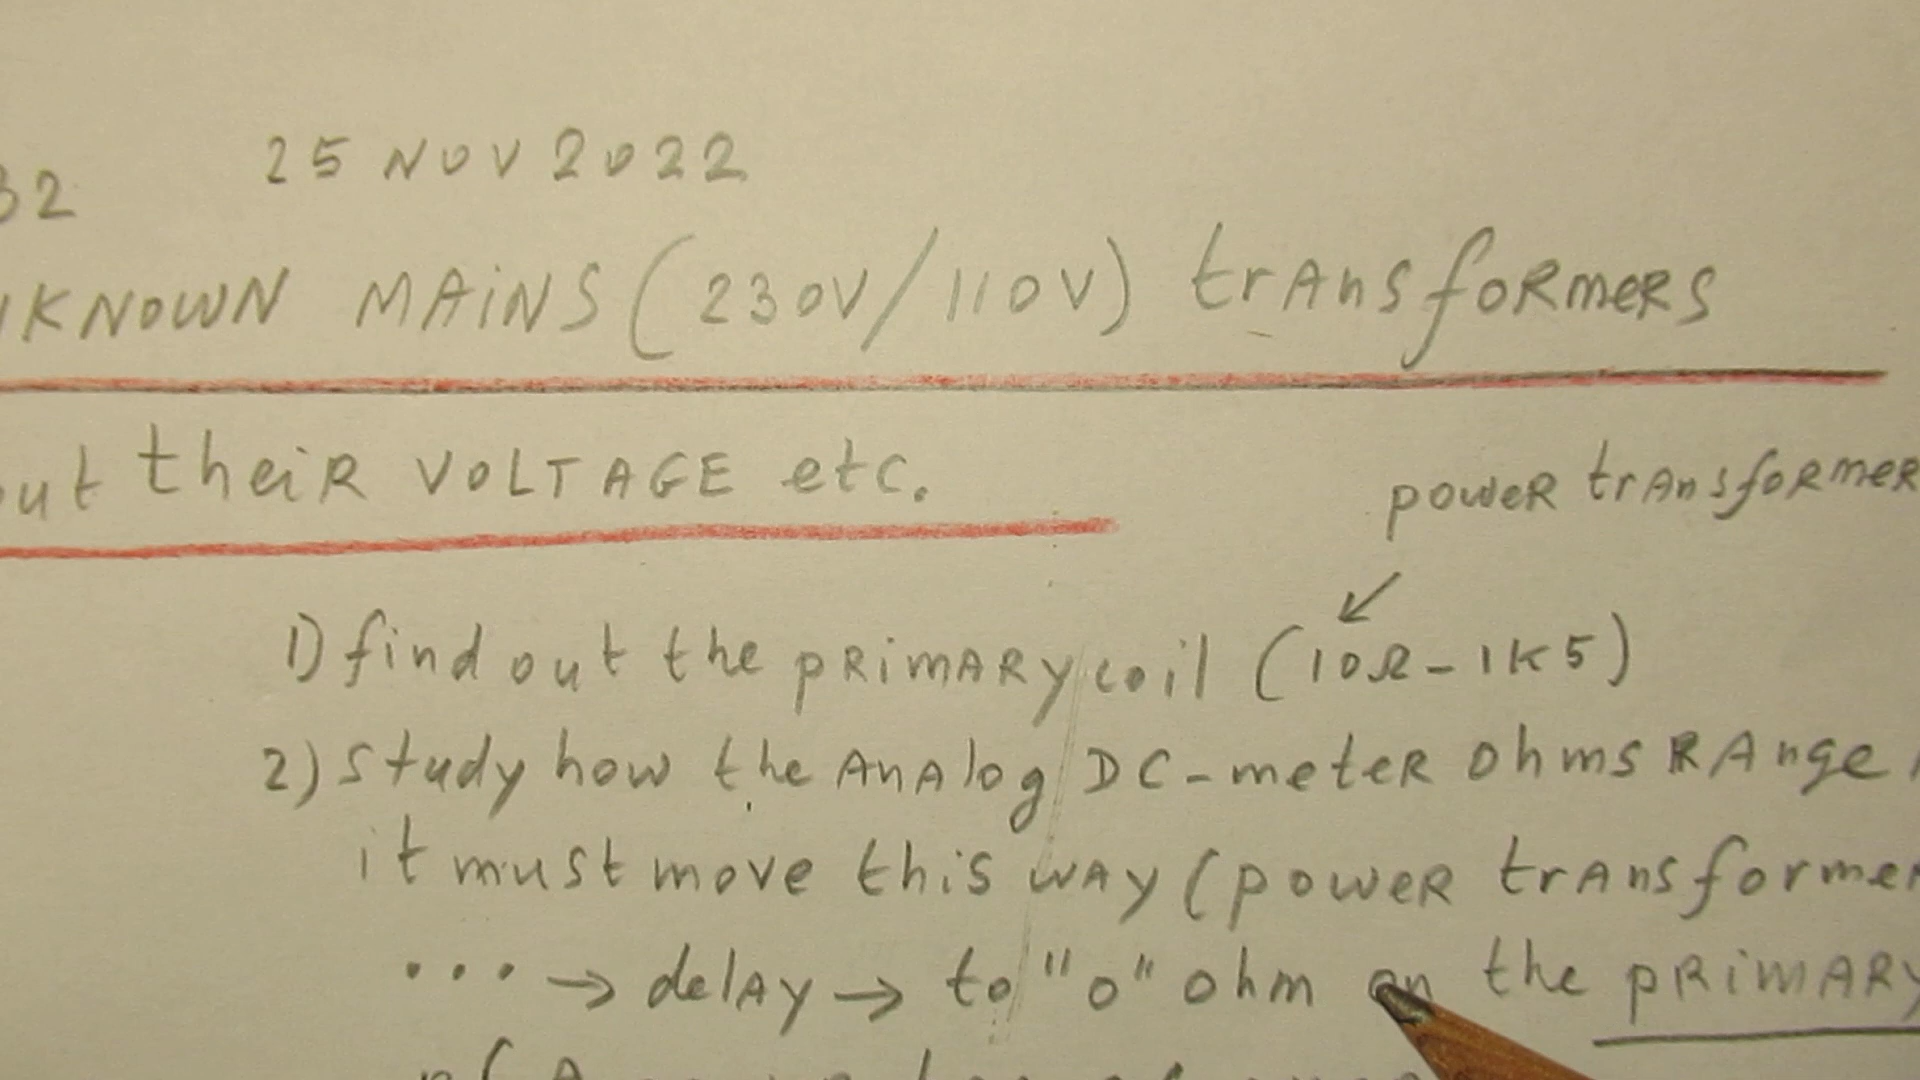 32 25 NOV 2022
KNOWN MAiNS (230V/110V) trAnsfoRmeRS
out theiR VOLTAGE etc.
poweR trAnsfoRmeR
1) find out the pRimARY coil (10Ω-1K5)
2) Study how the AnAlog DC-meteR OhmS RAnge
it must move this wAy (poweR trAnsformer
... → delAy → to "0" ohm on the pRimARY